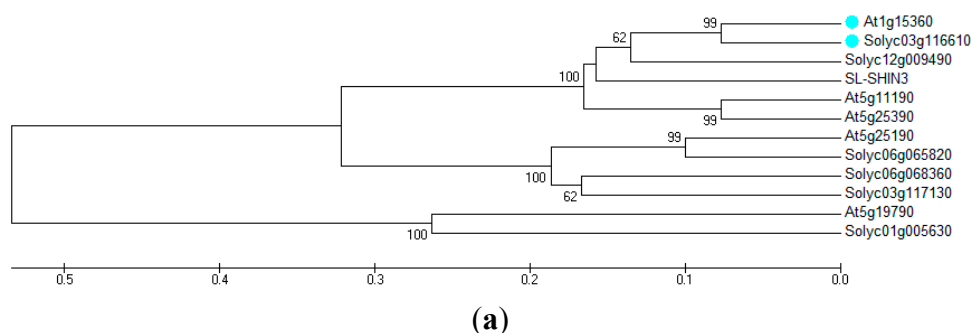 99 At1g15360
Solyc03g116610
62
Solyc12g009490
100
SL-SHIN3
At5g11190
99 At5g25390
99 At5g25190
Solyc06g065820
100
Solyc06g068360
62 Solyc03g117130
At5g19790
100 Solyc01g005630
0.5 0.4 0.3 0.2 0.1 0.0
(a)